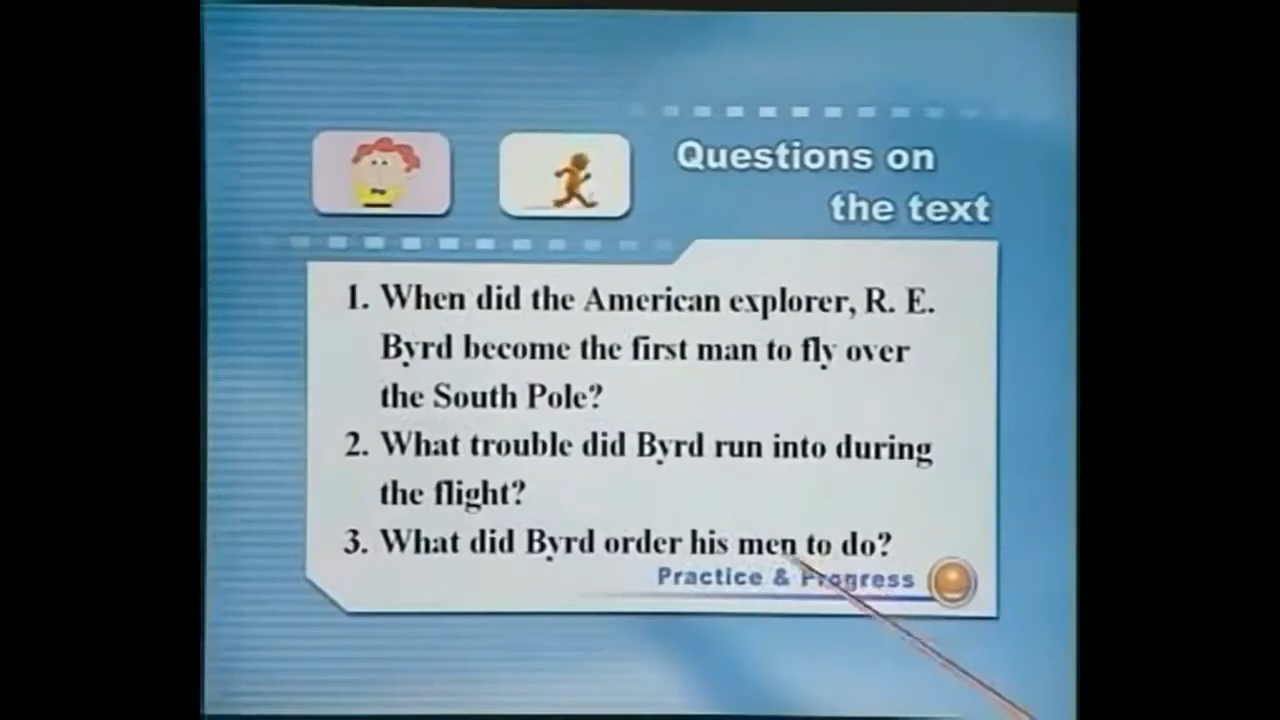 Questions on
the text
1. When did the American explorer, R. E.
Byrd become the first man to fly over
the South Pole?
2. What trouble did Byrd run into during
the flight?
3. What did Byrd order his men to do?
Practice & Progress